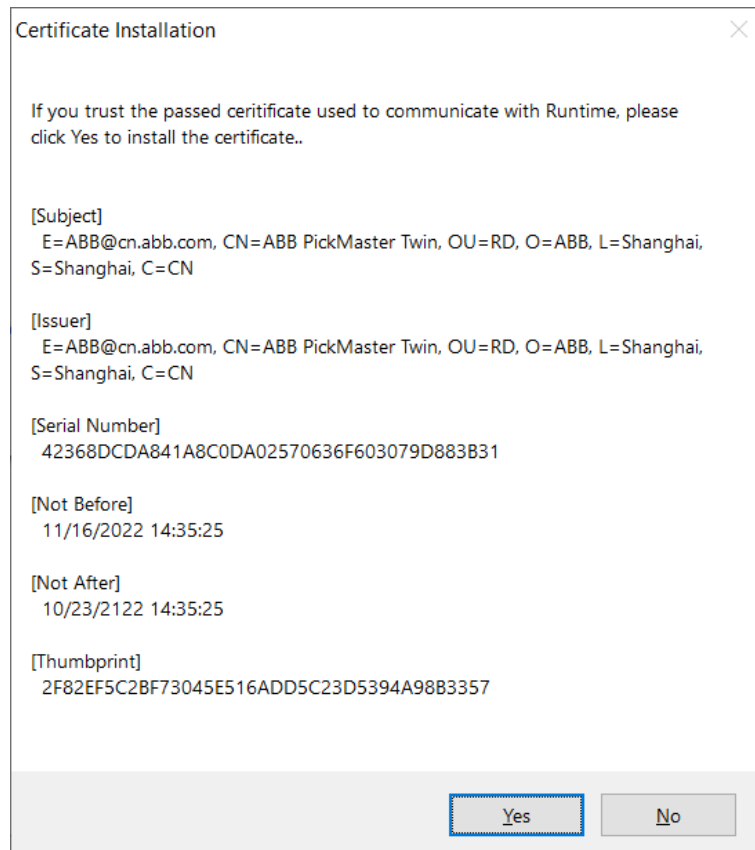 Certificate Installation
If you trust the passed ceritificate used to communicate with Runtime, please
click Yes to install the certificate..
[Subject]
E=ABB@cn.abb.com, CN=ABB PickMaster Twin, OU=RD, O=ABB, L=Shanghai,
S=Shanghai, C=CN
[Issuer]
E=ABB@cn.abb.com, CN=ABB PickMaster Twin, OU=RD, O=ABB, L=Shanghai,
S=Shanghai, C=CN
[Serial Number]
42368DCDA841A8C0DA02570636F603079D883B31
[Not Before]
11/16/2022 14:35:25
[Not After]
10/23/2122 14:35:25
[Thumbprint]
2F82EF5C2BF73045E516ADD5C23D5394A98B3357
Yes No